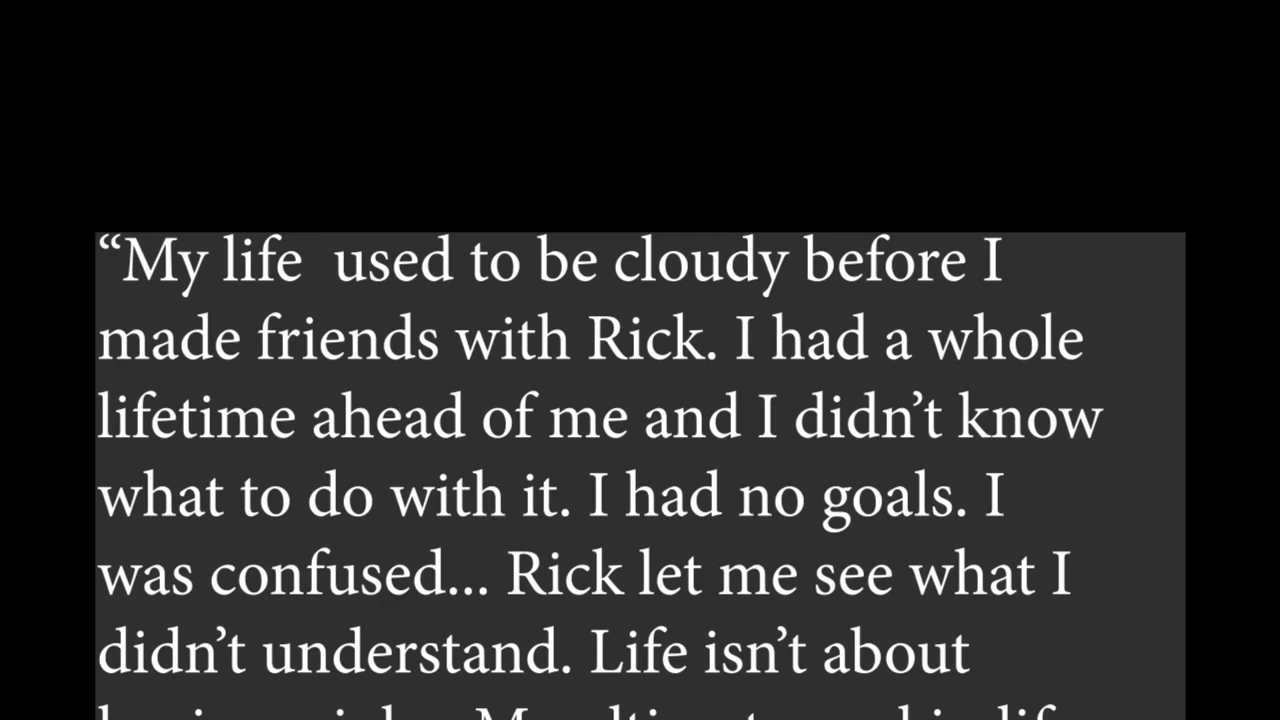 “My life  used to be cloudy before I
made friends with Rick. I had a whole
lifetime ahead of me and I didn’t know
what to do with it. I had no goals. I
was confused... Rick let me see what I
didn’t understand. Life isn’t about